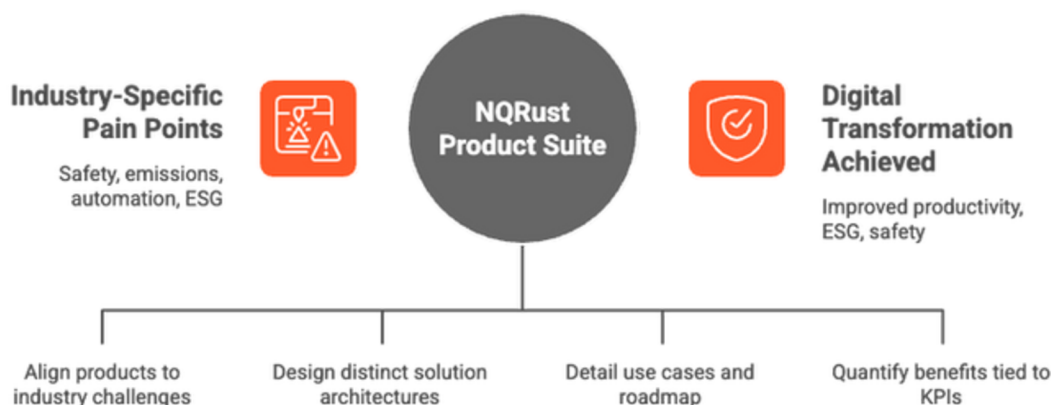 Industry-Specific
Pain Points
Safety, emissions,
automation, ESG
NQRust
Product Suite
Digital
Transformation
Achieved
Improved productivity,
ESG, safety
Align products to
industry challenges
Design distinct solution
architectures
Detail use cases and
roadmap
Quantify benefits tied to
KPIs